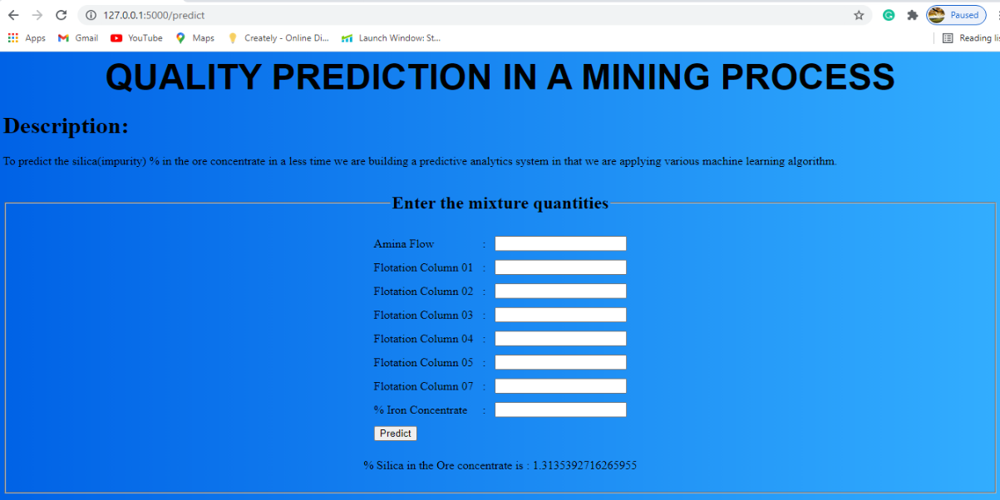 127.0.0.1:5000/predict
Paused
Apps Gmail YouTube Maps Creately - Online Di... Launch Window: St... Reading lis
QUALITY PREDICTION IN A MINING PROCESS
Description:
To predict the silica(impurity) % in the ore concentrate in a less time we are building a predictive analytics system in that we are applying various machine learning algorithm.
Enter the mixture quantities
Amina Flow :
Flotation Column 01 :
Flotation Column 02 :
Flotation Column 03 :
Flotation Column 04 :
Flotation Column 05 :
Flotation Column 07 :
% Iron Concentrate :
Predict
% Silica in the Ore concentrate is : 1.3135392716265955